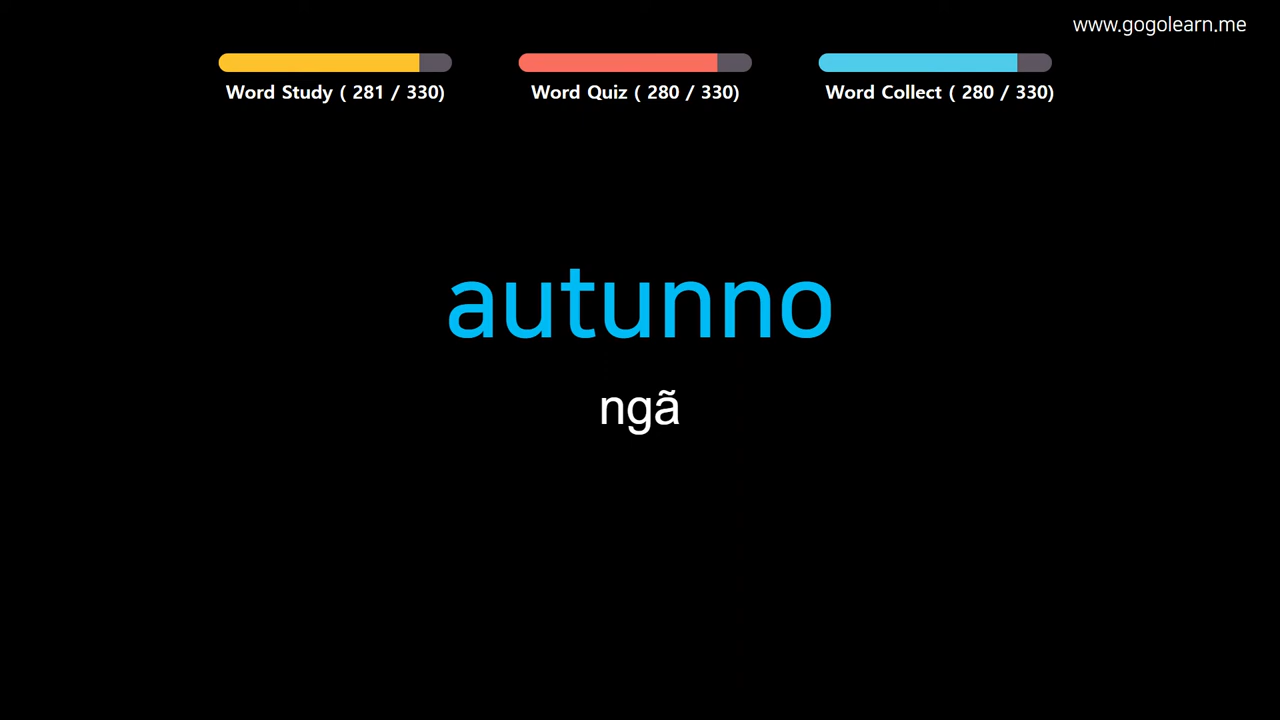 www.gogolearn.me
Word Study ( 281 / 330)
Word Quiz ( 280 / 330)
Word Collect ( 280 / 330)
autunno
ngã